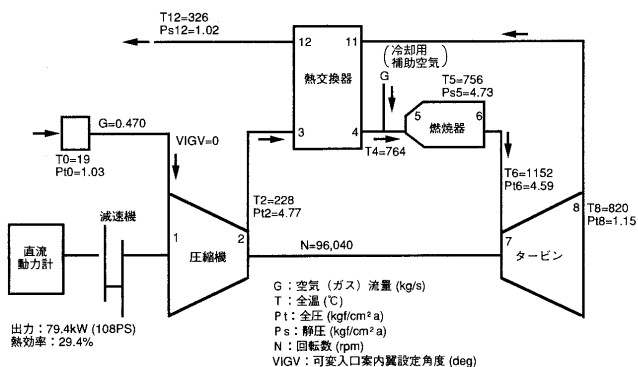 T12=326
Ps12=1.02
12
11
熱交換器
3
4
(冷却用
補助空気)
G
T5=756
Ps5=4.73
5
燃焼器
6
T4=764
G=0.470
VIGV=0
T0=19
Pt0=1.03
T2=228
Pt2=4.77
T6=1152
Pt6=4.59
T8=820
Pt8=1.15
減速機
直流
動力計
1
圧縮機
2
N=96,040
7
タービン
8
出力：79.4kW (108PS)
熱効率：29.4%
G：空気（ガス）流量 (kg/s)
T：全温 (℃)
Pt：全圧 (kgf/cm²a)
Ps：静圧 (kgf/cm²a)
N：回転数 (rpm)
VIGV：可変入口案内翼設定角度 (deg)